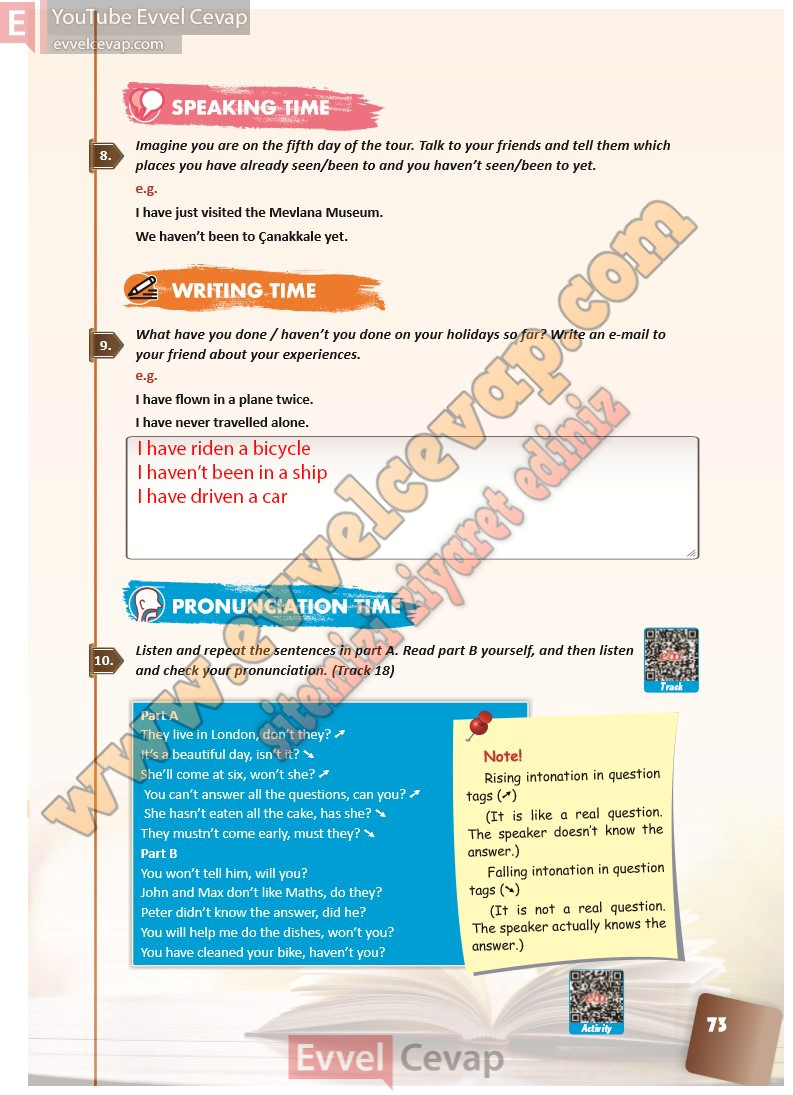 E
YouTube Evvel Cevap
evvelcevap.com
SPEAKING TIME
8.
Imagine you are on the fifth day of the tour. Talk to your friends and tell them which
places you have already seen/been to and you haven't seen/been to yet.
e.g.
I have just visited the Mevlana Museum.
We haven't been to Çanakkale yet.
WRITING TIME
9.
What have you done / haven't you done on your holidays so far? Write an e-mail to
your friend about your experiences.
e.g.
I have flown in a plane twice.
I have never travelled alone.
I have riden a bicycle
I haven't been in a ship
I have driven a car
www.evvelcevap.com
sitemizi ziyaret ediniz
PRONUNCIATION TIME
10.
Listen and repeat the sentences in part A. Read part B yourself, and then listen
and check your pronunciation. (Track 18)
Track
Part A
They live in London, don't they? ↗
It's a beautiful day, isn't it? ↘
She'll come at six, won't she? ↗
You can't answer all the questions, can you? ↗
She hasn't eaten all the cake, has she? ↘
They mustn't come early, must they? ↘
Part B
You won't tell him, will you?
John and Max don't like Maths, do they?
Peter didn't know the answer, did he?
You will help me do the dishes, won't you?
You have cleaned your bike, haven't you?
Note!
Rising intonation in question
tags (↗)
(It is like a real question.
The speaker doesn't know the
answer.)
Falling intonation in question
tags (↘)
(It is not a real question.
The speaker actually knows the
answer.)
Activity
73
Evvel Cevap